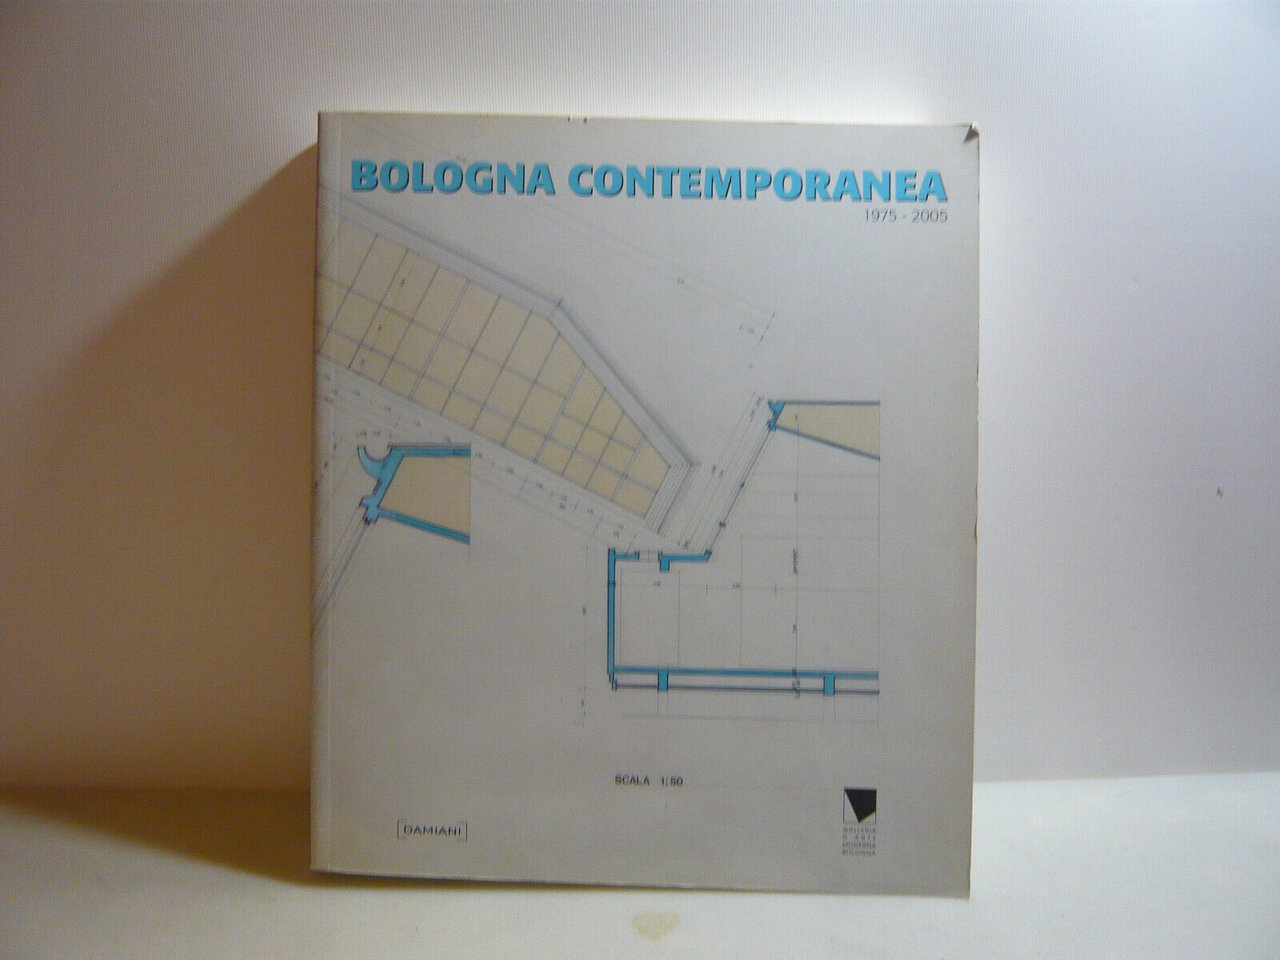 BOLOGNA CONTEMPORANEA
1975 - 2005
SCALA 1:50
DAMIANI
GALLERIA
D'ARTE
MODERNA
BOLOGNA